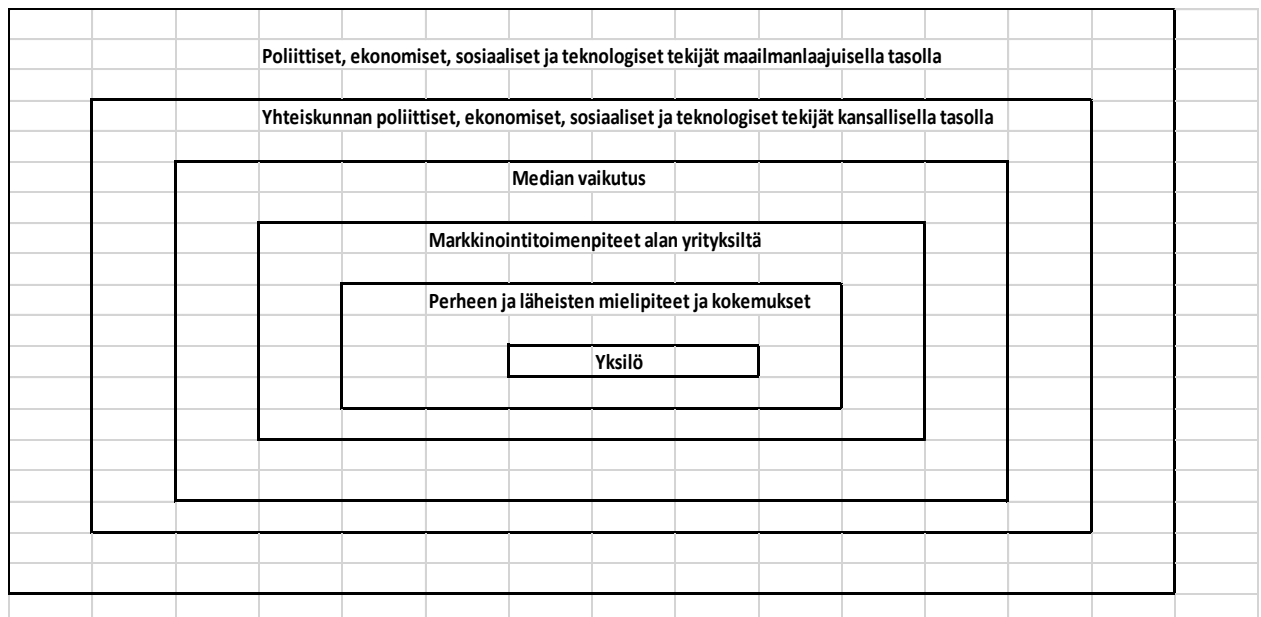 Poliittiset, ekonomiset, sosiaaliset ja teknologiset tekijät maailmanlaajuisella tasolla
Yhteiskunnan poliittiset, ekonomiset, sosiaaliset ja teknologiset tekijät kansallisella tasolla
Median vaikutus
Markkinointitoimenpiteet alan yrityksiltä
Perheen ja läheisten mielipiteet ja kokemukset
Yksilö